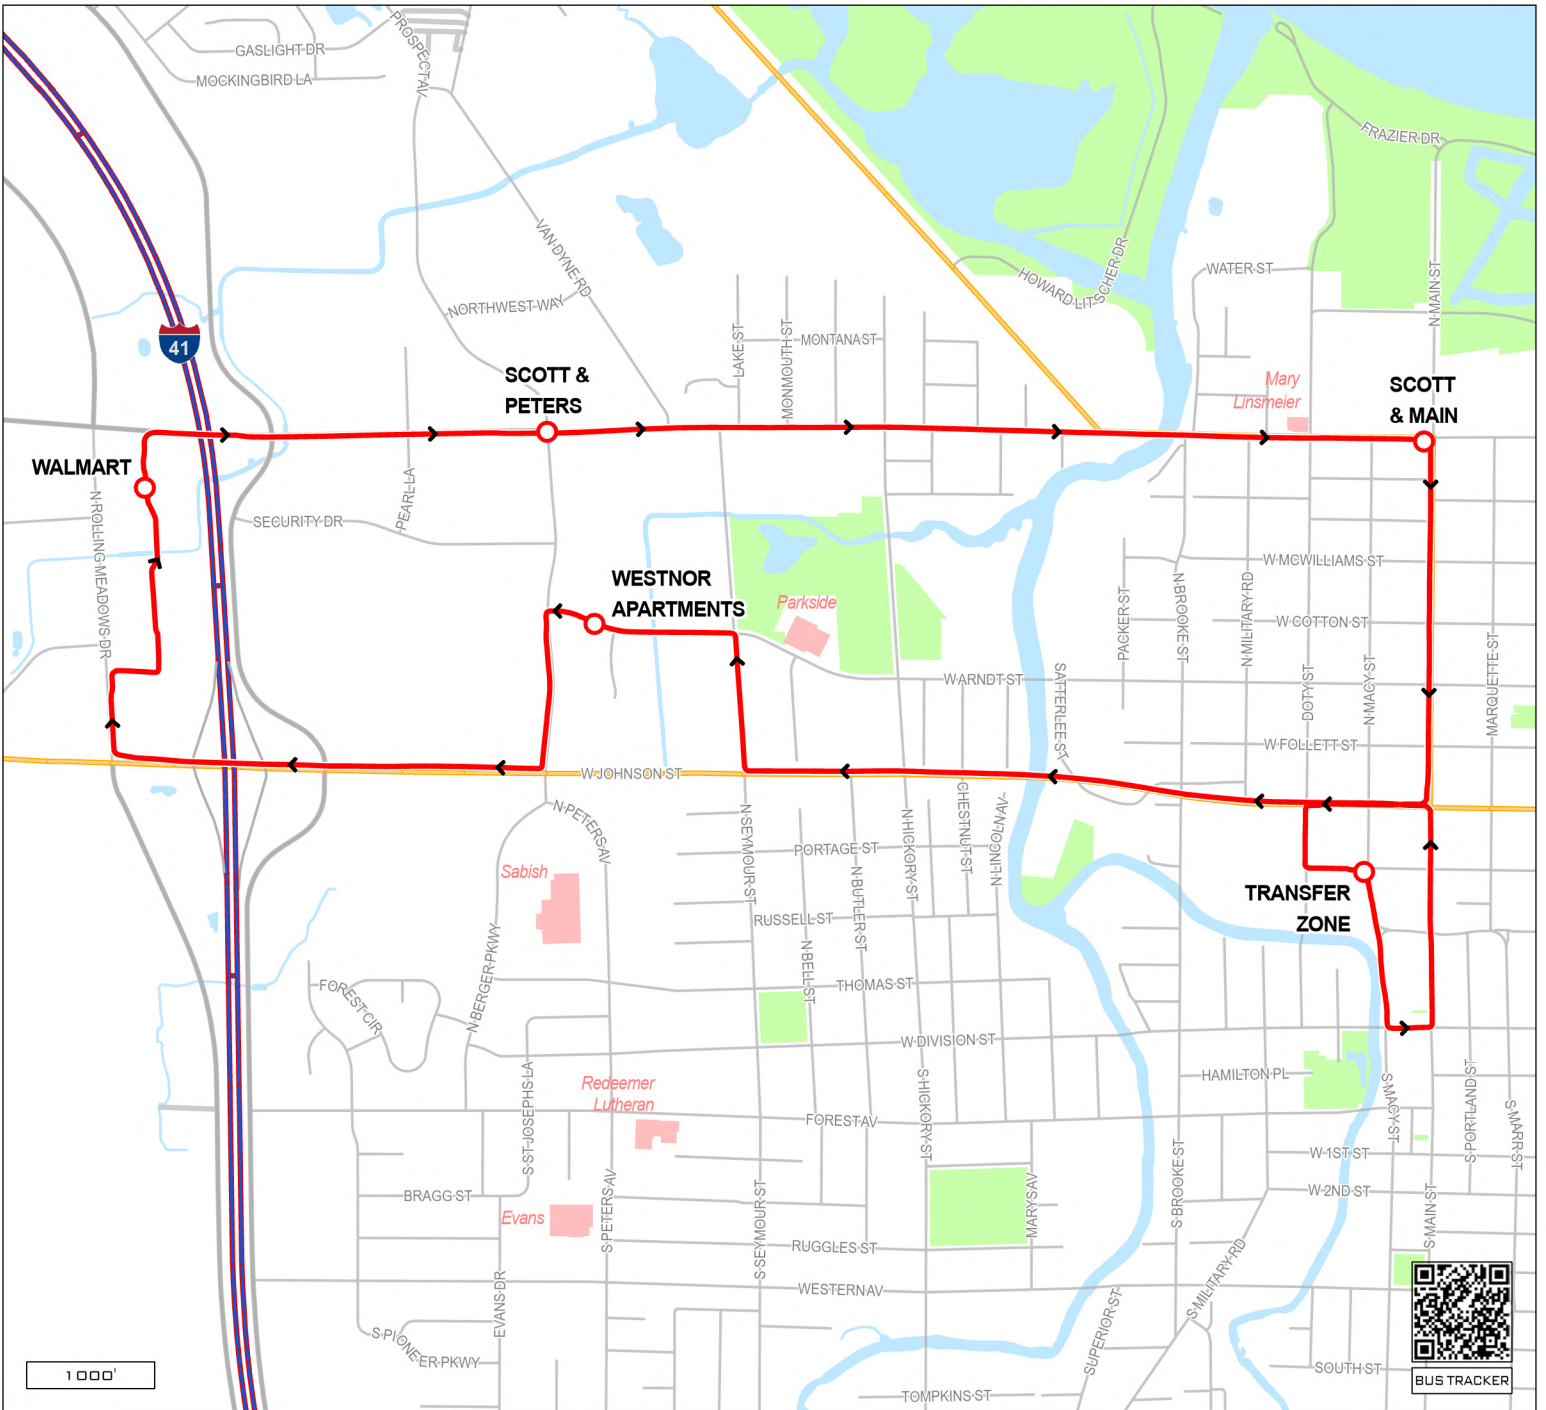 GASLIGHT DR
MOCKINGBIRD LA
PROSPECT AV
FRAZIER DR
VAN DYNE RD
NORTHWEST WAY
HOWARD LITSCHER DR
WATER ST
N MAIN ST
41
LAKE ST
MONMOUTH ST
MONTANA ST
SCOTT &
PETERS
Mary
Linsmeier
SCOTT
& MAIN
WALMART
N ROLLING MEADOWS DR
SECURITY DR
PEARL LA
WESTNOR
APARTMENTS
Parkside
W MCWILLIAMS ST
PACKER ST
N BROOKE ST
N MILITARY RD
W COTTON ST
MARQUETTE ST
W ARNDT ST
SATTERLEE ST
DOTY ST
N MACY ST
W FOLLETT ST
W JOHNSON ST
N PETERS AV
N SEYMOUR ST
PORTAGE ST
N BUTLER ST
N HICKORY ST
CHESTNUT ST
N LINCOLN AV
Sabish
TRANSFER
ZONE
RUSSELL ST
N BELL ST
N BERGER PKWY
THOMAS ST
FOREST CIR
W DIVISION ST
Redeemer
Lutheran
S ST JOSEPHS LA
HAMILTON PL
S HICKORY ST
FOREST AV
S MACY ST
S PORTLAND ST
S MARR ST
W 1ST ST
W 2ND ST
BRAGG ST
Evans
S PETERS AV
S SEYMOUR ST
MARYS AV
S BROOKE ST
S MAIN ST
RUGGLES ST
WESTERN AV
EVANS DR
S MILITARY RD
SUPERIOR ST
S PIONEER PKWY
SOUTH ST
TOMPKINS ST
1000'
BUS TRACKER